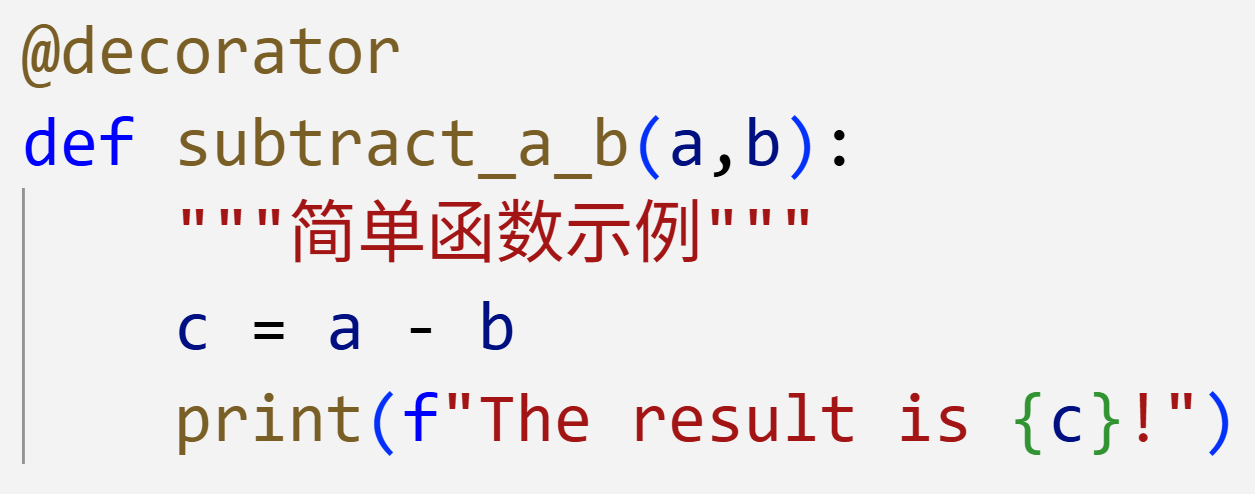 @decorator
def subtract_a_b(a,b):
    """简单函数示例"""
    c = a - b
    print(f"The result is {c}!")